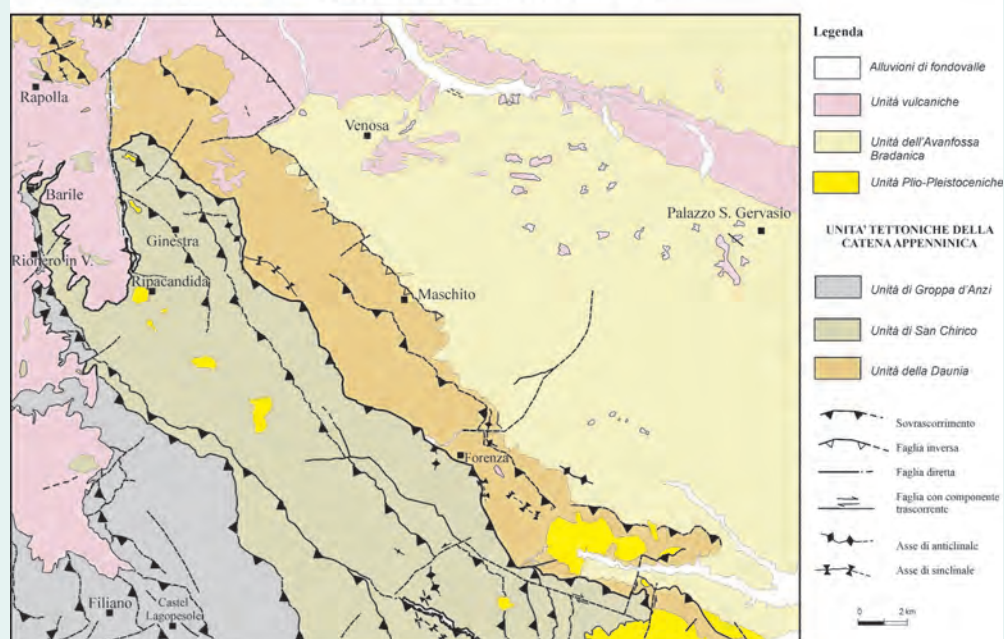 Rapolla
Venosa
Barile
Ginestra
Palazzo S. Gervasio
Rionero in V.
Ripacandida
Maschito
Forenza
Filiano
Castel
Lagopesole
Legenda
Alluvioni di fondovalle
Unità vulcaniche
Unità dell'Avanfossa
Bradanica
Unità Plio-Pleistoceniche
UNITA' TETTONICHE DELLA
CATENA APPENNINICA
Unità di Groppa d'Anzi
Unità di San Chirico
Unità della Daunia
Sovrascorrimento
Faglia inversa
Faglia diretta
Faglia con componente
trascorrente
Asse di anticlinale
Asse di sinclinale
0 2 km